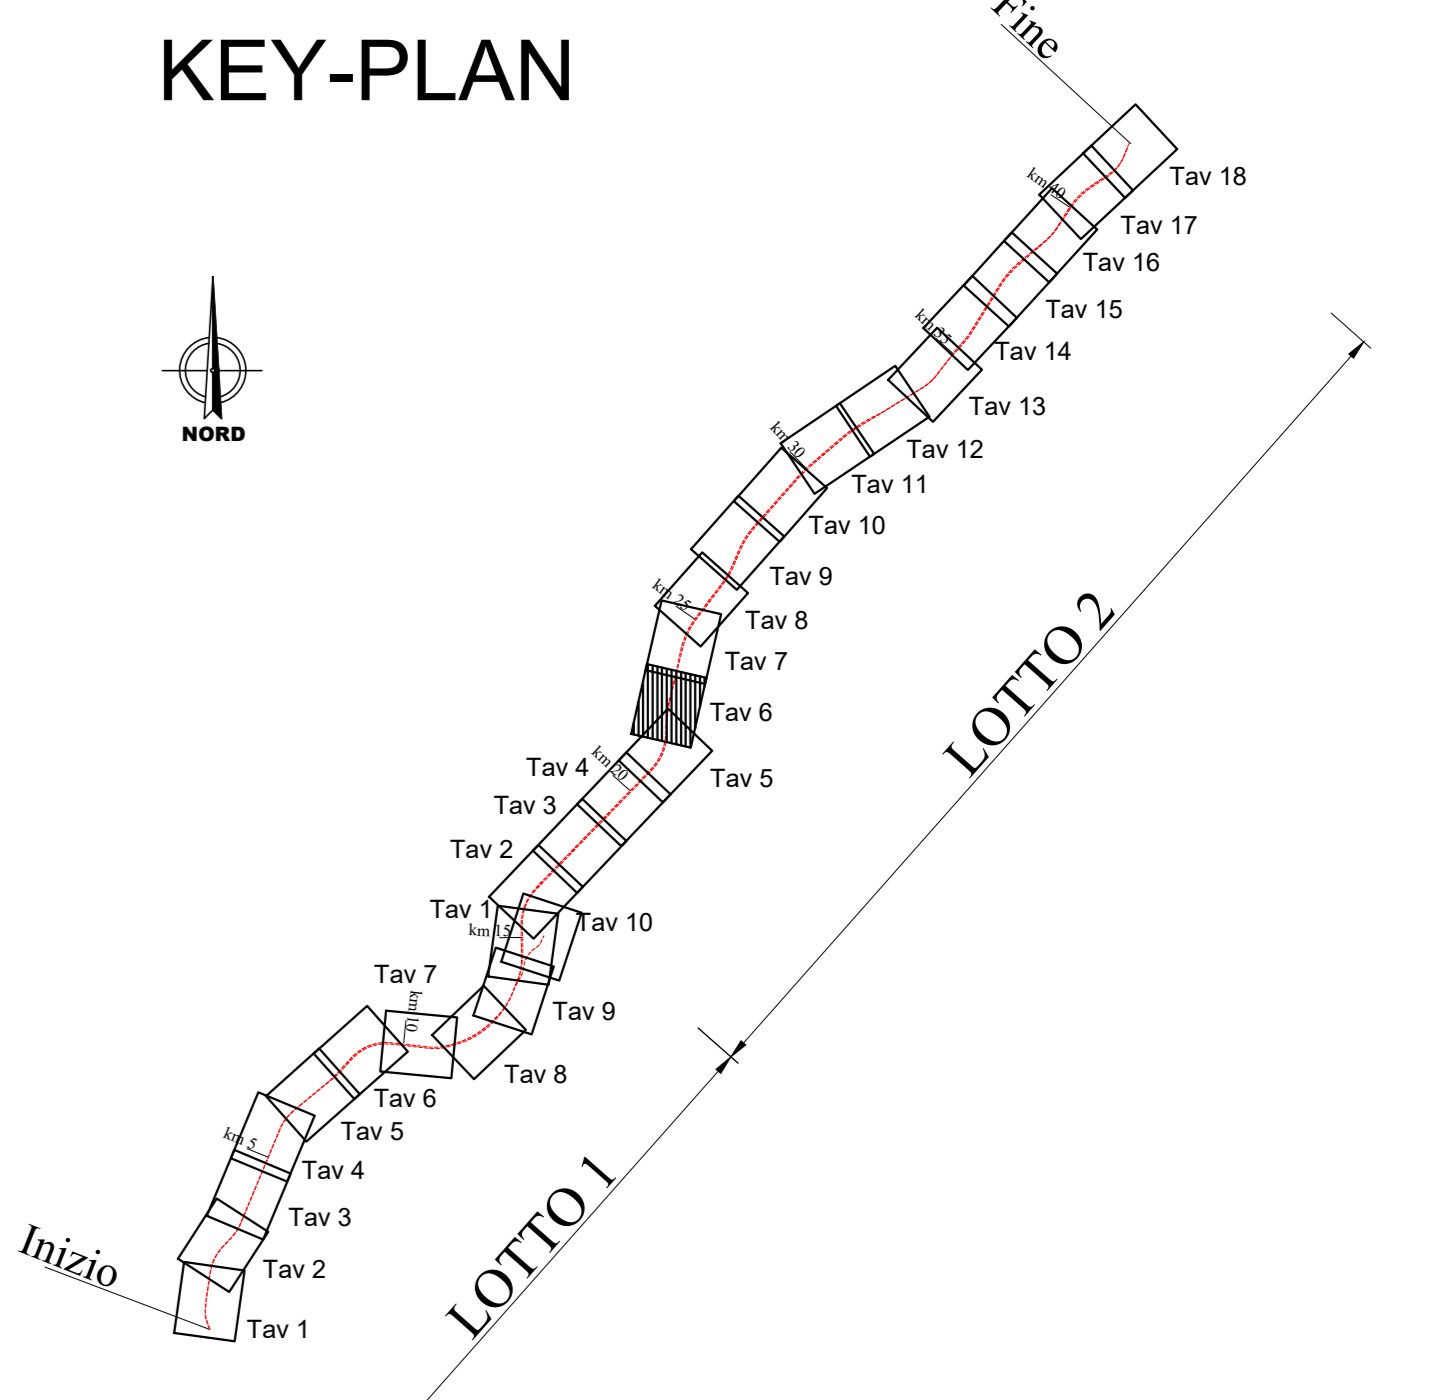 KEY-PLAN
Fine
Tav 18
km 40
Tav 17
Tav 16
Tav 15
km 35
Tav 14
Tav 13
NORD
km 30
Tav 12
Tav 11
Tav 10
Tav 9
km 25
Tav 8
Tav 7
LOTTO 2
Tav 6
km 20
Tav 4
Tav 5
Tav 3
Tav 2
Tav 1
Tav 10
km 15
Tav 7
km 10
Tav 9
Tav 8
Tav 6
Tav 5
km 5
Tav 4
Tav 3
LOTTO 1
Inizio
Tav 2
Tav 1